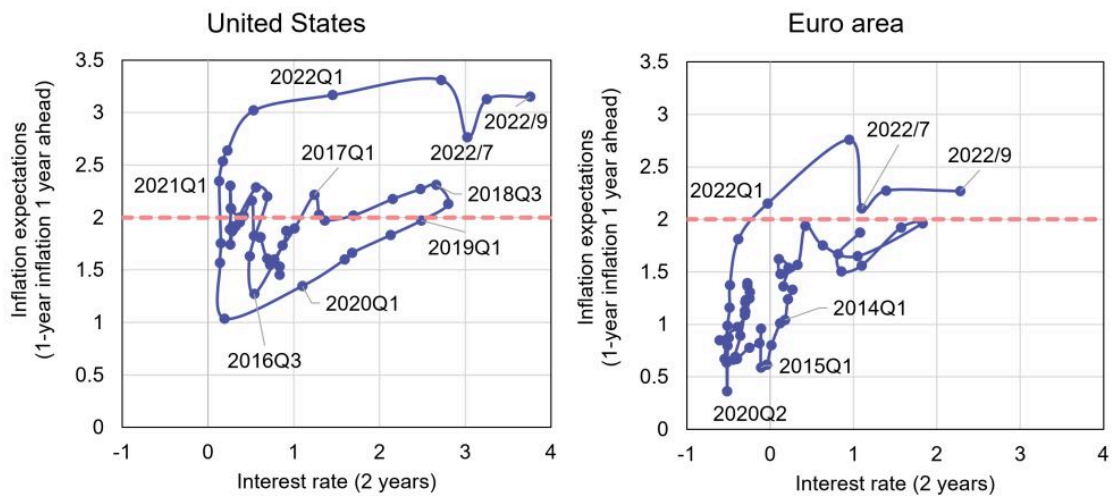 United States
Inflation expectations
(1-year inflation 1 year ahead)
3.5
3
2.5
2
1.5
1
0.5
0
-1
0
1
2
3
4
Interest rate (2 years)
2022Q1
2022/9
2022/7
2017Q1
2021Q1
2018Q3
2019Q1
2020Q1
2016Q3
Euro area
Inflation expectations
(1-year inflation 1 year ahead)
3.5
3
2.5
2
1.5
1
0.5
0
-1
0
1
2
3
4
Interest rate (2 years)
2022/7
2022/9
2022Q1
2014Q1
2015Q1
2020Q2